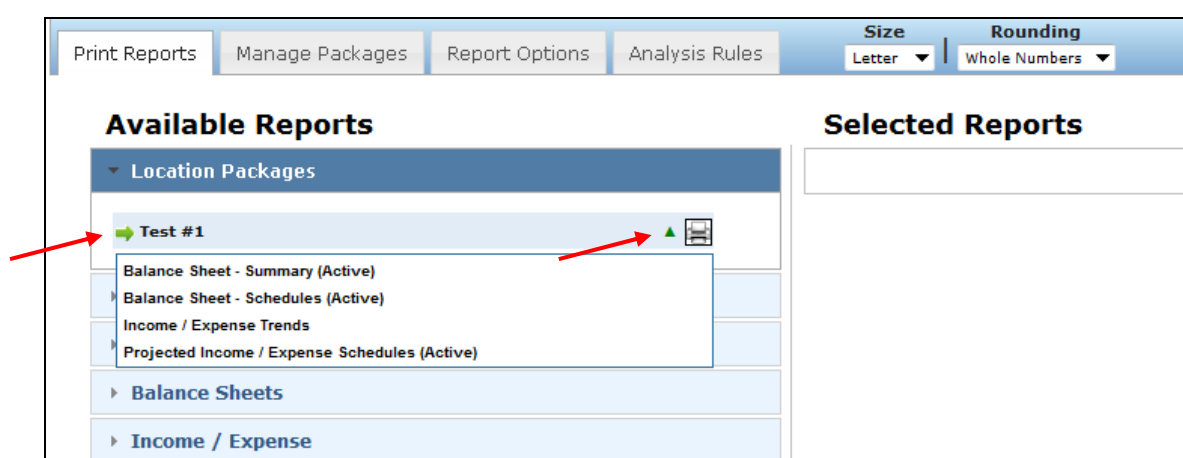 Size Rounding
Print Reports Manage Packages Report Options Analysis Rules Letter | Whole Numbers
Available Reports Selected Reports
Location Packages
Test #1
Balance Sheet - Summary (Active)
Balance Sheet - Schedules (Active)
Income / Expense Trends
Projected Income / Expense Schedules (Active)
Balance Sheets
Income / Expense